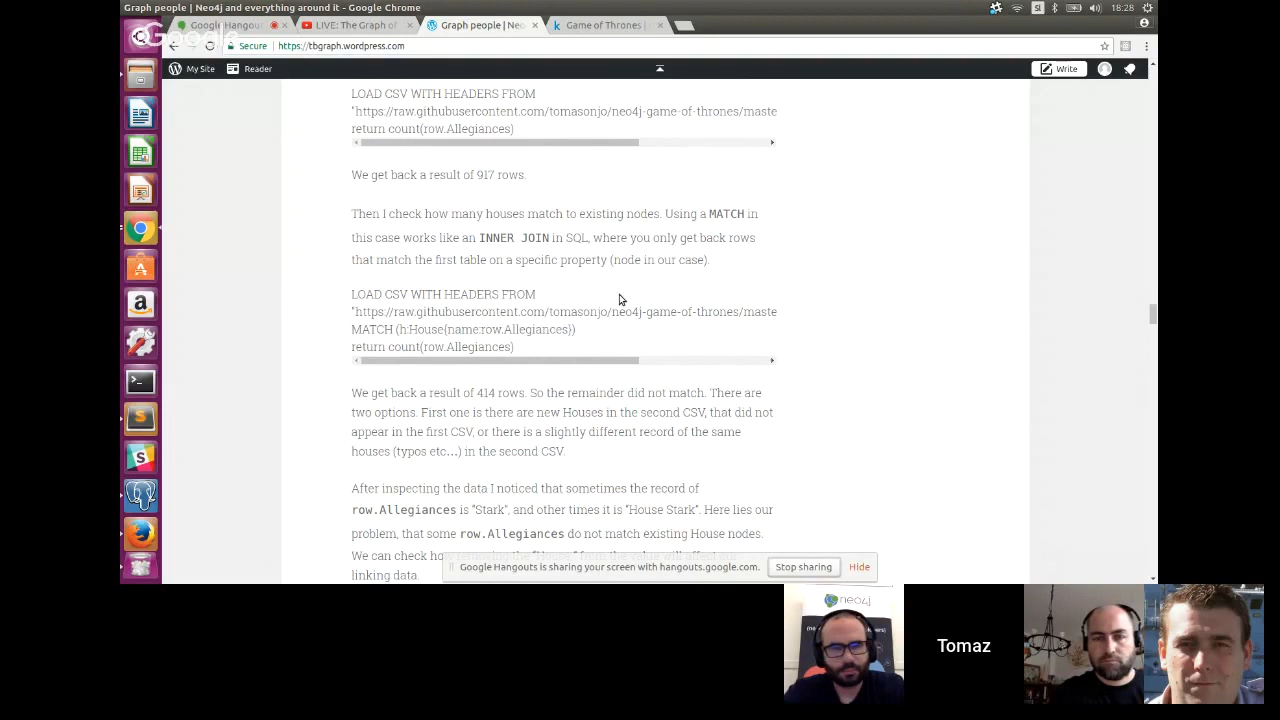 Graph people | Neo4j and everything around it - Google Chrome
Sl
18:28
Google Hangout
LIVE: The Graph of
Graph people | Neo
Game of Thrones |
Google
Secure
https://tbgraph.wordpress.com
My Site
Reader
Write
LOAD CSV WITH HEADERS FROM
"https://raw.githubusercontent.com/tomasonjo/neo4j-game-of-thrones/maste
return count(row.Allegiances)
We get back a result of 917 rows.
Then I check how many houses match to existing nodes. Using a MATCH in
this case works like an INNER JOIN in SQL, where you only get back rows
that match the first table on a specific property (node in our case).
LOAD CSV WITH HEADERS FROM
"https://raw.githubusercontent.com/tomasonjo/neo4j-game-of-thrones/maste
MATCH (h:House{name:row.Allegiances})
return count(row.Allegiances)
We get back a result of 414 rows. So the remainder did not match. There are
two options. First one is there are new Houses in the second CSV, that did not
appear in the first CSV, or there is a slightly different record of the same
houses (typos etc…) in the second CSV.
After inspecting the data I noticed that sometimes the record of
row.Allegiances is "Stark", and other times it is "House Stark". Here lies our
problem, that some row.Allegiances do not match existing House nodes.
We can check how
linking data.
Google Hangouts is sharing your screen with hangouts.google.com.
Stop sharing
Hide
neo4j
Tomaz